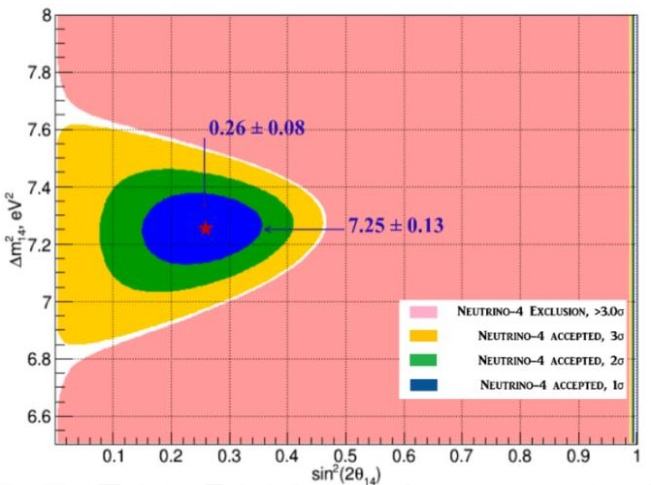 8
7.8
7.6
7.4
7.2
7
6.8
6.6
Δm²₁₄, eV²
0.26 ± 0.08
7.25 ± 0.13
NEUTRINO–4 EXCLUSION, >3.0σ
NEUTRINO–4 ACCEPTED, 3σ
NEUTRINO–4 ACCEPTED, 2σ
NEUTRINO–4 ACCEPTED, 1σ
0.1 0.2 0.3 0.4 0.5 0.6 0.7 0.8 0.9 1
sin²(2θ₁₄)